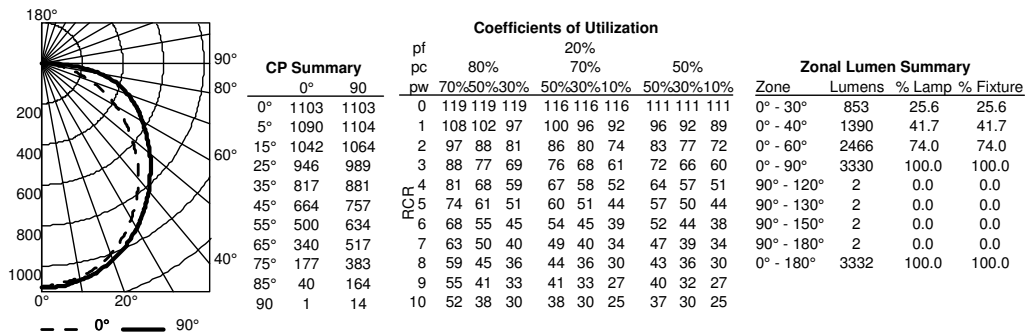 180°
90°
80°
60°
40°
200
400
600
800
1000
0° 20°
0° 90°
CP Summary
0° 90
0° 1103 1103
5° 1090 1104
15° 1042 1064
25° 946 989
35° 817 881
45° 664 757
55° 500 634
65° 340 517
75° 177 383
85° 40 164
90 1 14
Coefficients of Utilization
pf 20%
pc 80% 70% 50%
pw 70%50%30% 50%30%10% 50%30%10%
RCR
0 119 119 119 116 116 116 111 111 111
1 108 102 97 100 96 92 96 92 89
2 97 88 81 86 80 74 83 77 72
3 88 77 69 76 68 61 72 66 60
4 81 68 59 67 58 52 64 57 51
5 74 61 51 60 51 44 57 50 44
6 68 55 45 54 45 39 52 44 38
7 63 50 40 49 40 34 47 39 34
8 59 45 36 44 36 30 43 36 30
9 55 41 33 41 33 27 40 32 27
10 52 38 30 38 30 25 37 30 25
Zonal Lumen Summary
Zone Lumens % Lamp % Fixture
0° - 30° 853 25.6 25.6
0° - 40° 1390 41.7 41.7
0° - 60° 2466 74.0 74.0
0° - 90° 3330 100.0 100.0
90° - 120° 2 0.0 0.0
90° - 130° 2 0.0 0.0
90° - 150° 2 0.0 0.0
90° - 180° 2 0.0 0.0
0° - 180° 3332 100.0 100.0